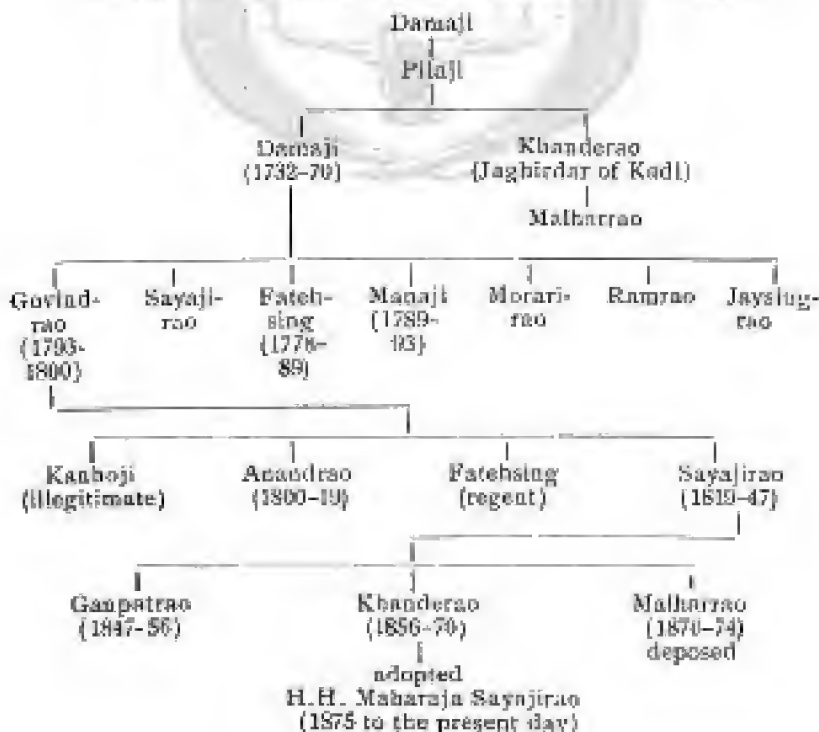 Damaji
Pilaji
Damaji Khanderao
(1732-70) (Jaghirdar of Kadi)
Malharrao
Govind- Sayaji- Fateh- Manaji Morari- Ramrao Jaysing-
rao rao sing (1789- rao rao
(1793- (1778- 93)
1800) 89)
Kanhoji Anandrao Fatehsing Sayajirao
(illegitimate) (1800-19) (regent) (1819-47)
Ganpatrao Khanderao Malharrao
(1847-56) (1856-70) (1870-74)
deposed
adopted
H.H. Maharaja Sayajirao
(1875 to the present day)